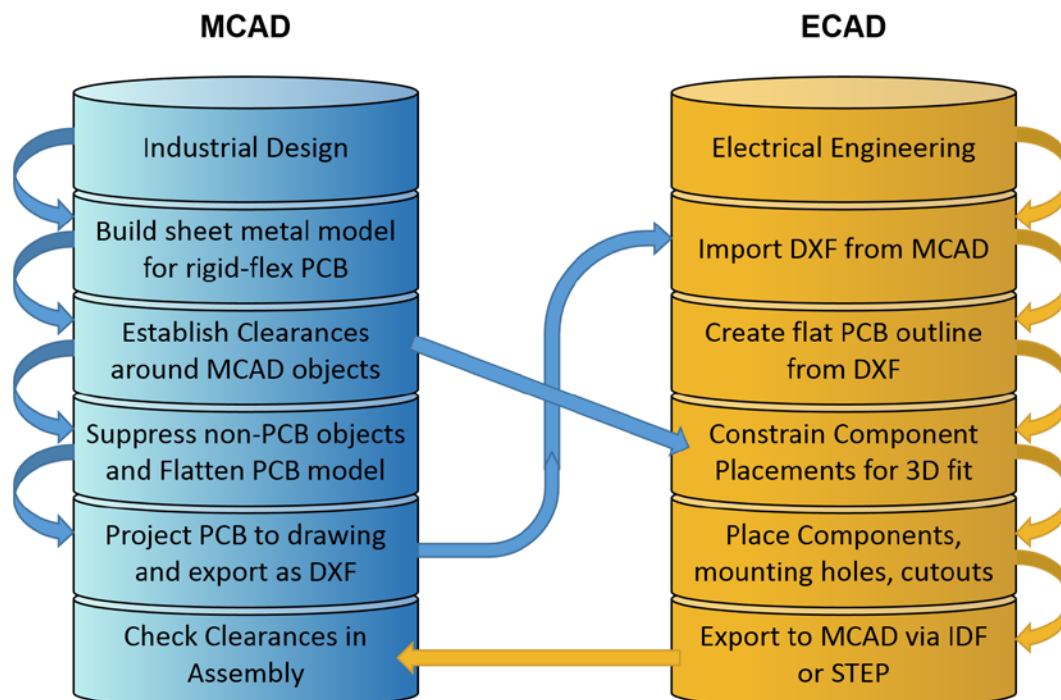 MCAD
Industrial Design
Build sheet metal model
for rigid-flex PCB
Establish Clearances
around MCAD objects
Suppress non-PCB objects
and Flatten PCB model
Project PCB to drawing
and export as DXF
Check Clearances in
Assembly
ECAD
Electrical Engineering
Import DXF from MCAD
Create flat PCB outline
from DXF
Constrain Component
Placements for 3D fit
Place Components,
mounting holes, cutouts
Export to MCAD via IDF
or STEP